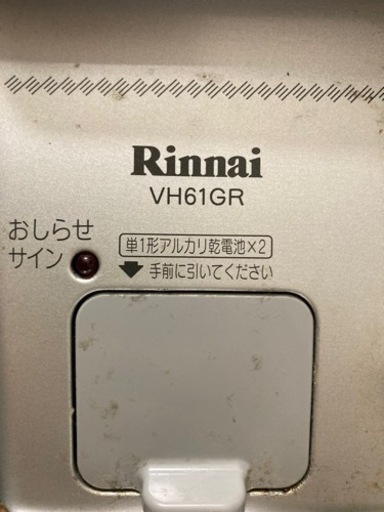 Rinnai
VH61GR
おしらせ
サイン
単1形アルカリ乾電池×2
手前に引いてください